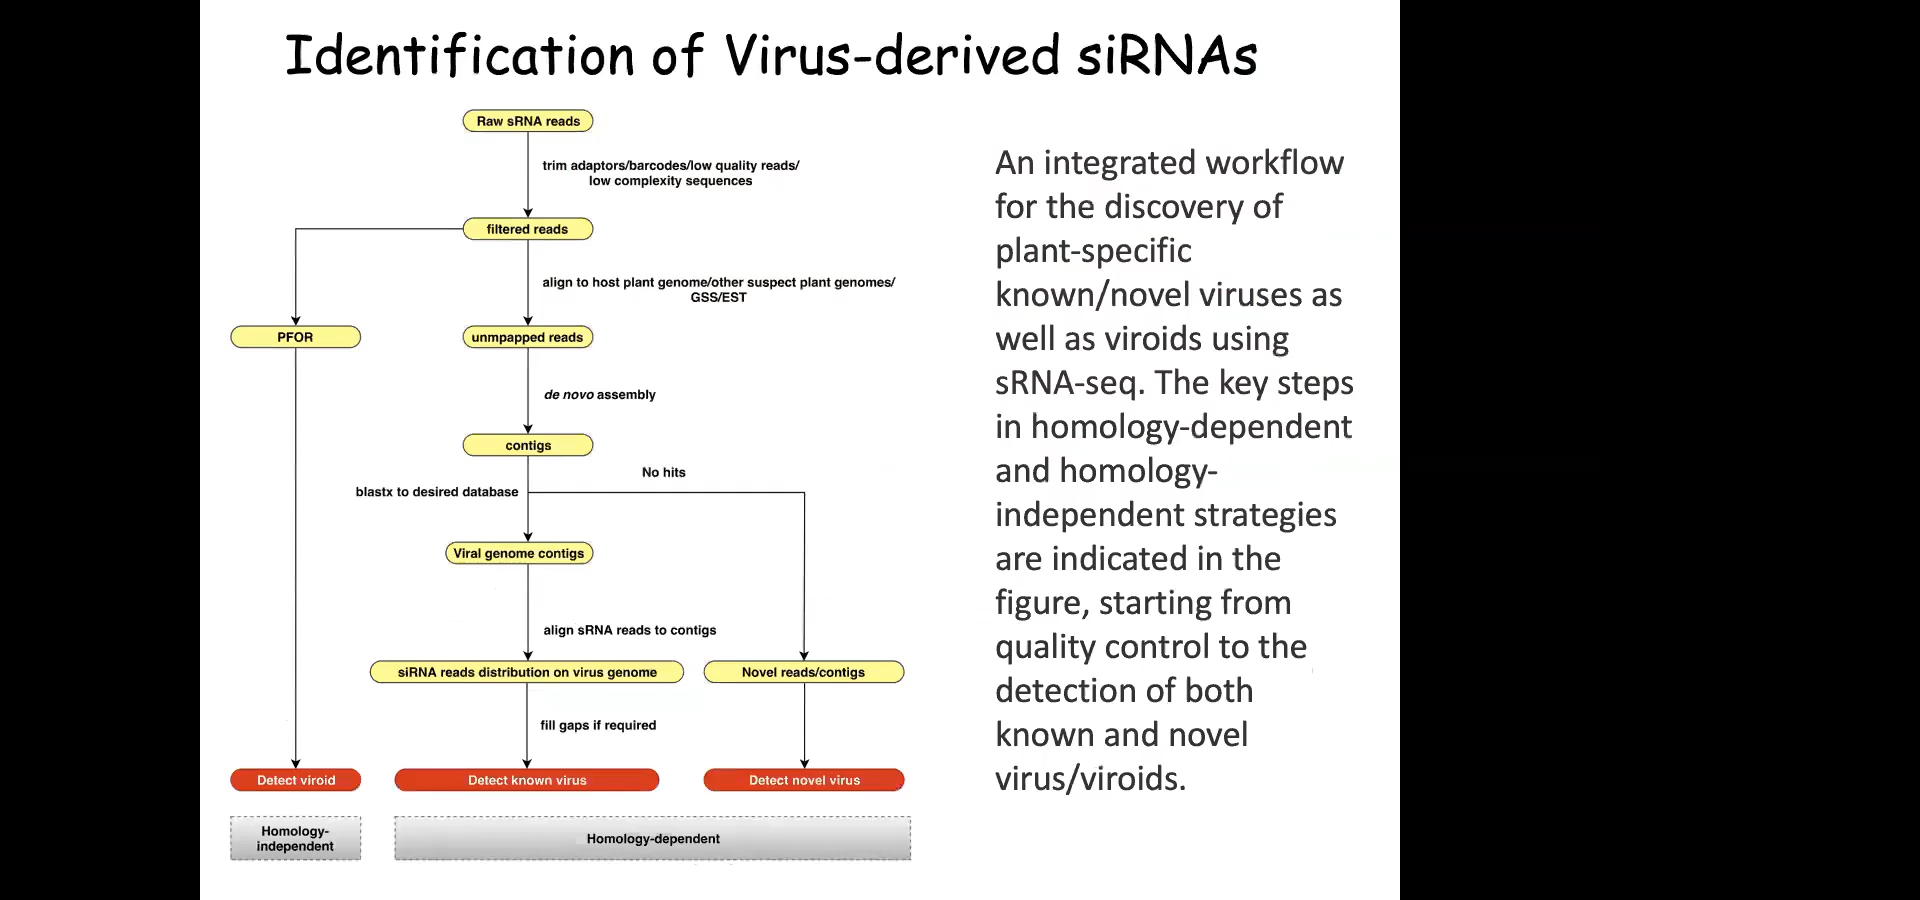 Identification of Virus-derived siRNAs
Raw sRNA reads
trim adaptors/barcodes/low quality reads/
low complexity sequences
filtered reads
align to host plant genome/other suspect plant genomes/
GSS/EST
PFOR
unmpapped reads
de novo assembly
contigs
No hits
blastx to desired database
Viral genome contigs
align sRNA reads to contigs
siRNA reads distribution on virus genome
Novel reads/contigs
fill gaps if required
Detect viroid
Detect known virus
Detect novel virus
Homology-
independent
Homology-dependent
An integrated workflow
for the discovery of
plant-specific
known/novel viruses as
well as viroids using
sRNA-seq. The key steps
in homology-dependent
and homology-
independent strategies
are indicated in the
figure, starting from
quality control to the
detection of both
known and novel
virus/viroids.